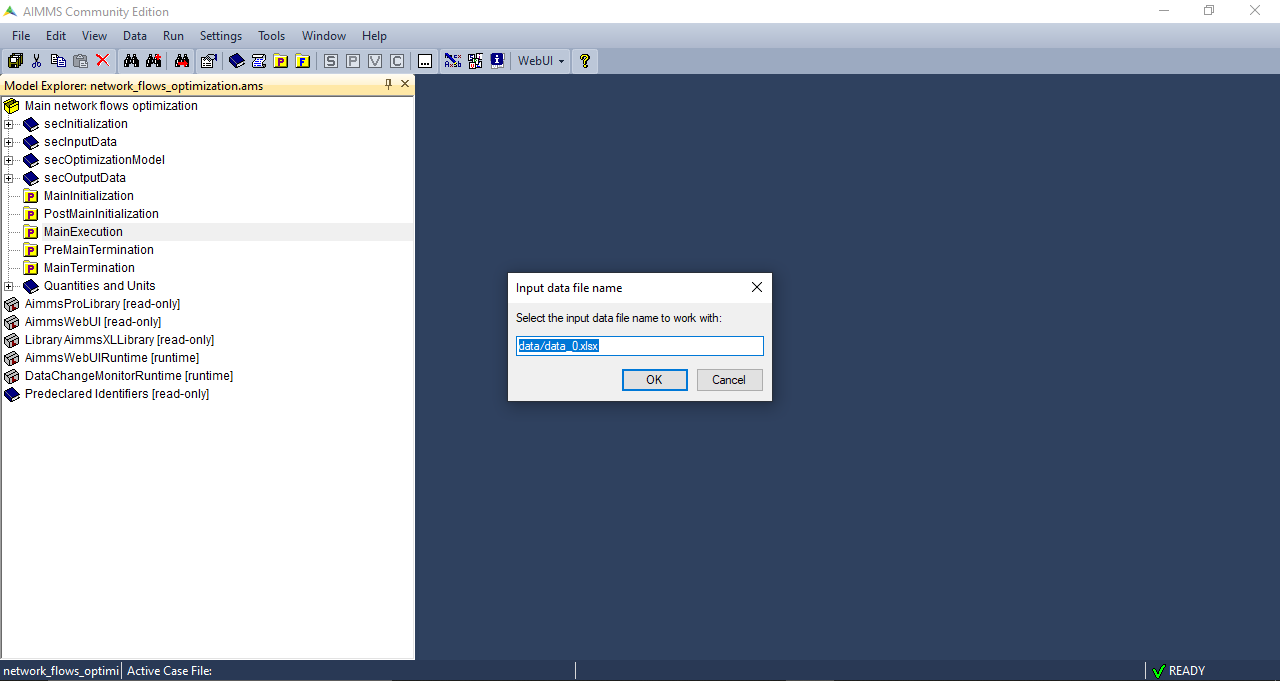 AIMMS Community Edition
File Edit View Data Run Settings Tools Window Help
S P V C ... WebUI ?
Model Explorer: network_flows_optimization.ams
Main network flows optimization
secInitialization
secInputData
secOptimizationModel
secOutputData
MainInitialization
PostMainInitialization
MainExecution
PreMainTermination
MainTermination
Quantities and Units
AimmsProLibrary [read-only]
AimmsWebUI [read-only]
Library AimmsXLLibrary [read-only]
AimmsWebUIRuntime [runtime]
DataChangeMonitorRuntime [runtime]
Predeclared Identifiers [read-only]
Input data file name
Select the input data file name to work with:
data/data_0.xlsx
OK Cancel
network_flows_optimi Active Case File: READY